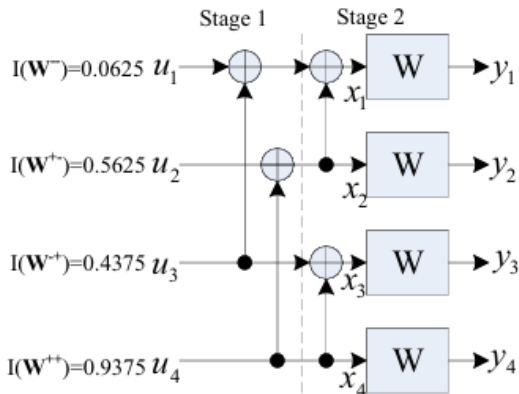 Stage 1 Stage 2
I(W⁻⁻)=0.0625 u₁ x₁ W y₁
I(W⁺⁻)=0.5625 u₂ x₂ W y₂
I(W⁻⁺)=0.4375 u₃ x₃ W y₃
I(W⁺⁺)=0.9375 u₄ x₄ W y₄